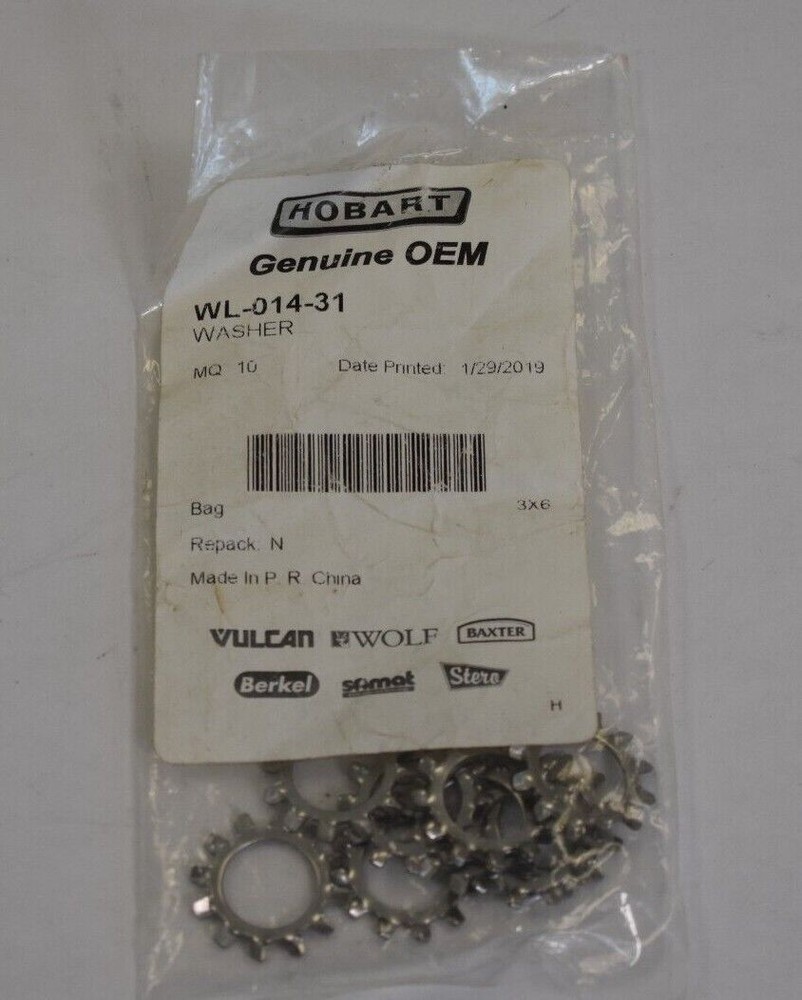 HOBART
Genuine OEM
WL-014-31
WASHER
MQ 10 Date Printed: 1/29/2019
Bag 3X6
Repack: N
Made In P. R. China
VULCAN WOLF BAXTER
Berkel somat Stero
H